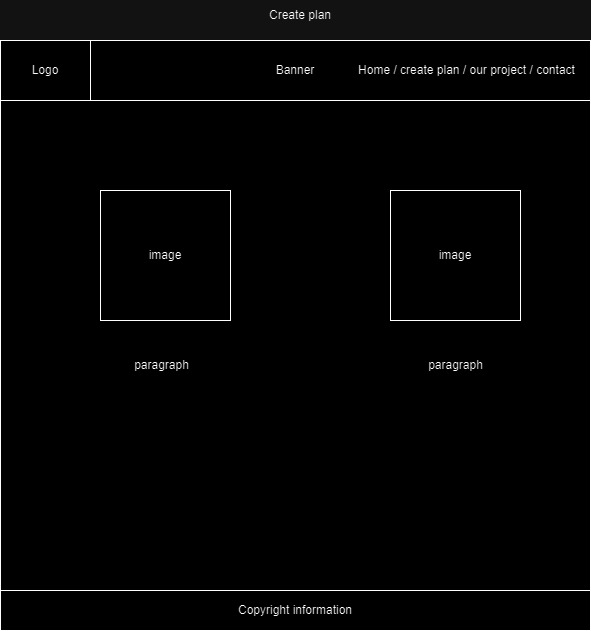 Create plan
Logo
Banner
Home / create plan / our project / contact
image
image
paragraph
paragraph
Copyright information